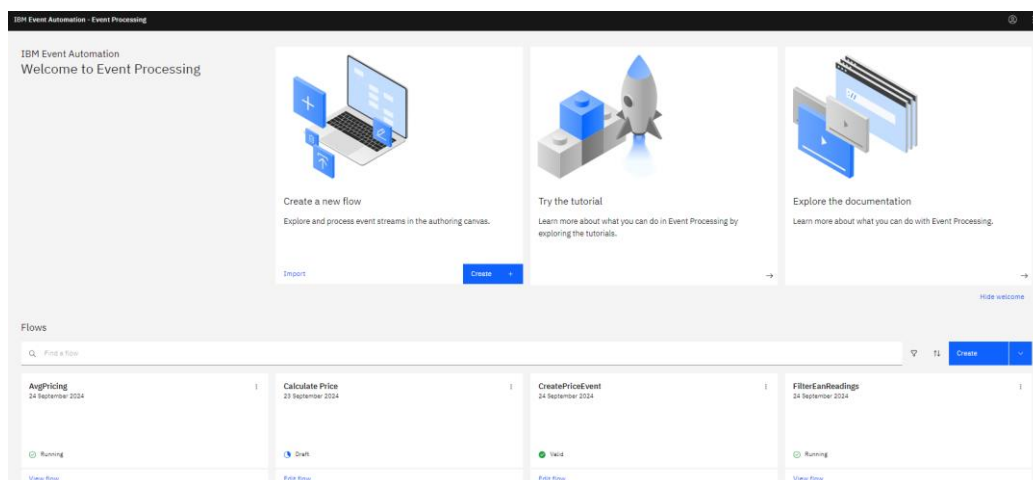 IBM Event Automation - Event Processing
IBM Event Automation
Welcome to Event Processing
Create a new flow
Explore and process event streams in the authoring canvas.
Import
Create +
Try the tutorial
Learn more about what you can do in Event Processing by
exploring the tutorials.
Explore the documentation
Learn more about what you can do with Event Processing.
Hide welcome
Flows
Find a flow
Create
AvgPricing
24 September 2024
Running
View flow
Calculate Price
23 September 2024
Draft
Edit flow
CreatePriceEvent
24 September 2024
Valid
Edit flow
FilterEanReadings
24 September 2024
Running
View flow